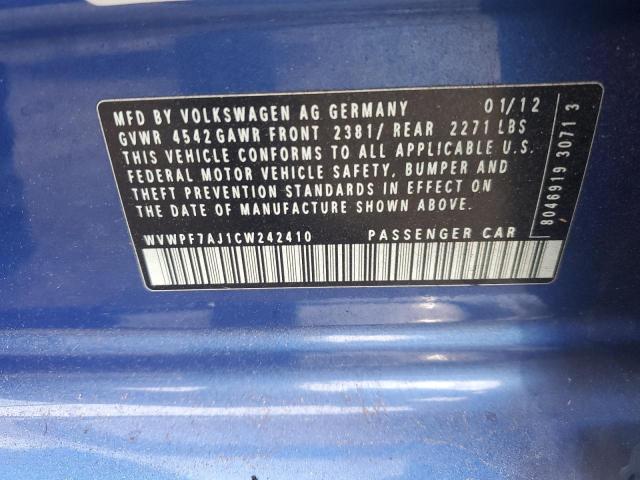 MFD BY VOLKSWAGEN AG GERMANY 01/12
GVWR 4542 GAWR FRONT 2381/ REAR 2271 LBS
THIS VEHICLE CONFORMS TO ALL APPLICABLE U.S.
FEDERAL MOTOR VEHICLE SAFETY, BUMPER AND
THEFT PREVENTION STANDARDS IN EFFECT ON
THE DATE OF MANUFACTURE SHOWN ABOVE.
WVWPF7AJ1CW242410 PASSENGER CAR
8046919 3071 3